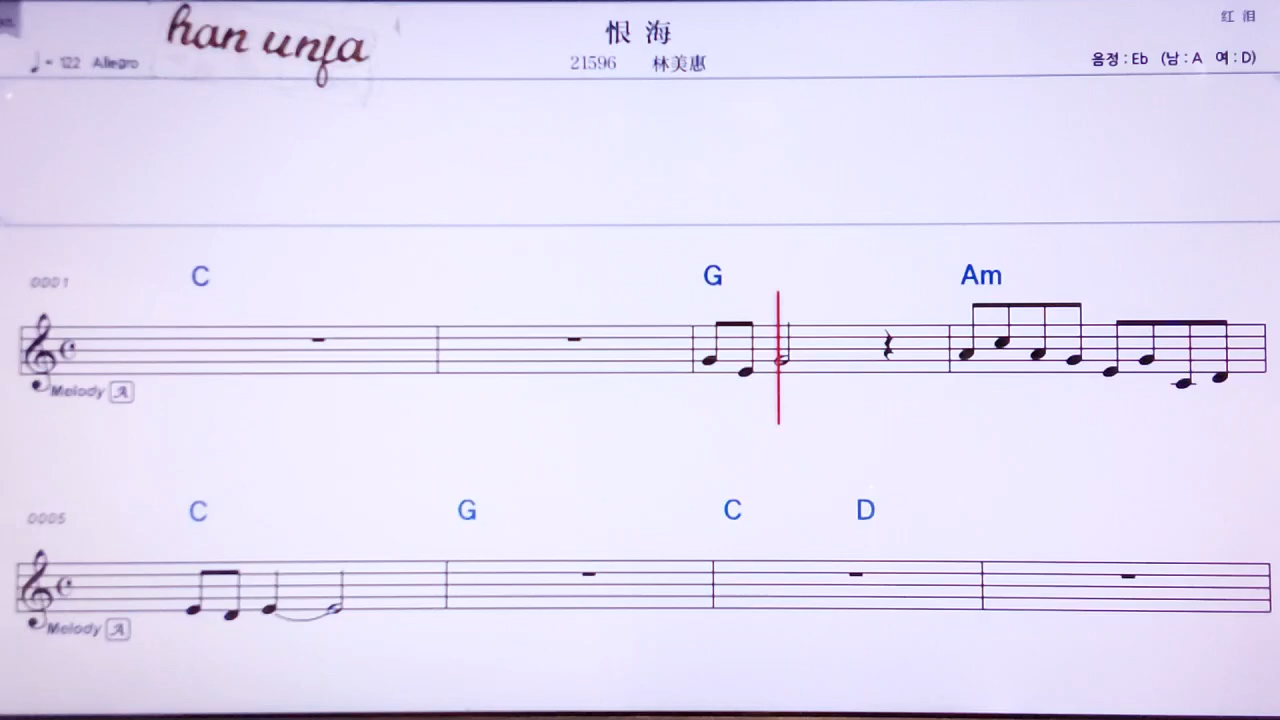 han unja
恨 海
红 泪
♩ = 122 Allegro
21596 林美惠
음정 : Eb (남 : A 여 : D)
0001
C G Am
Melody A
0005
C G C D
Melody A